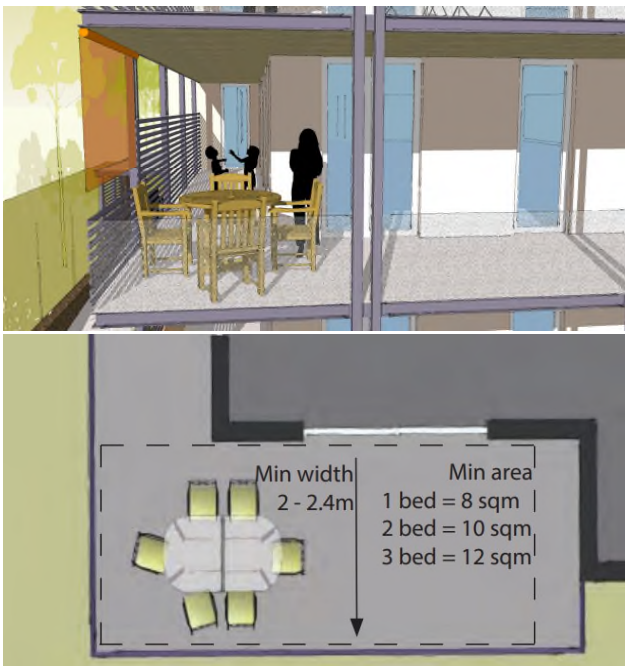 Min width
2 - 2.4m
Min area
1 bed = 8 sqm
2 bed = 10 sqm
3 bed = 12 sqm